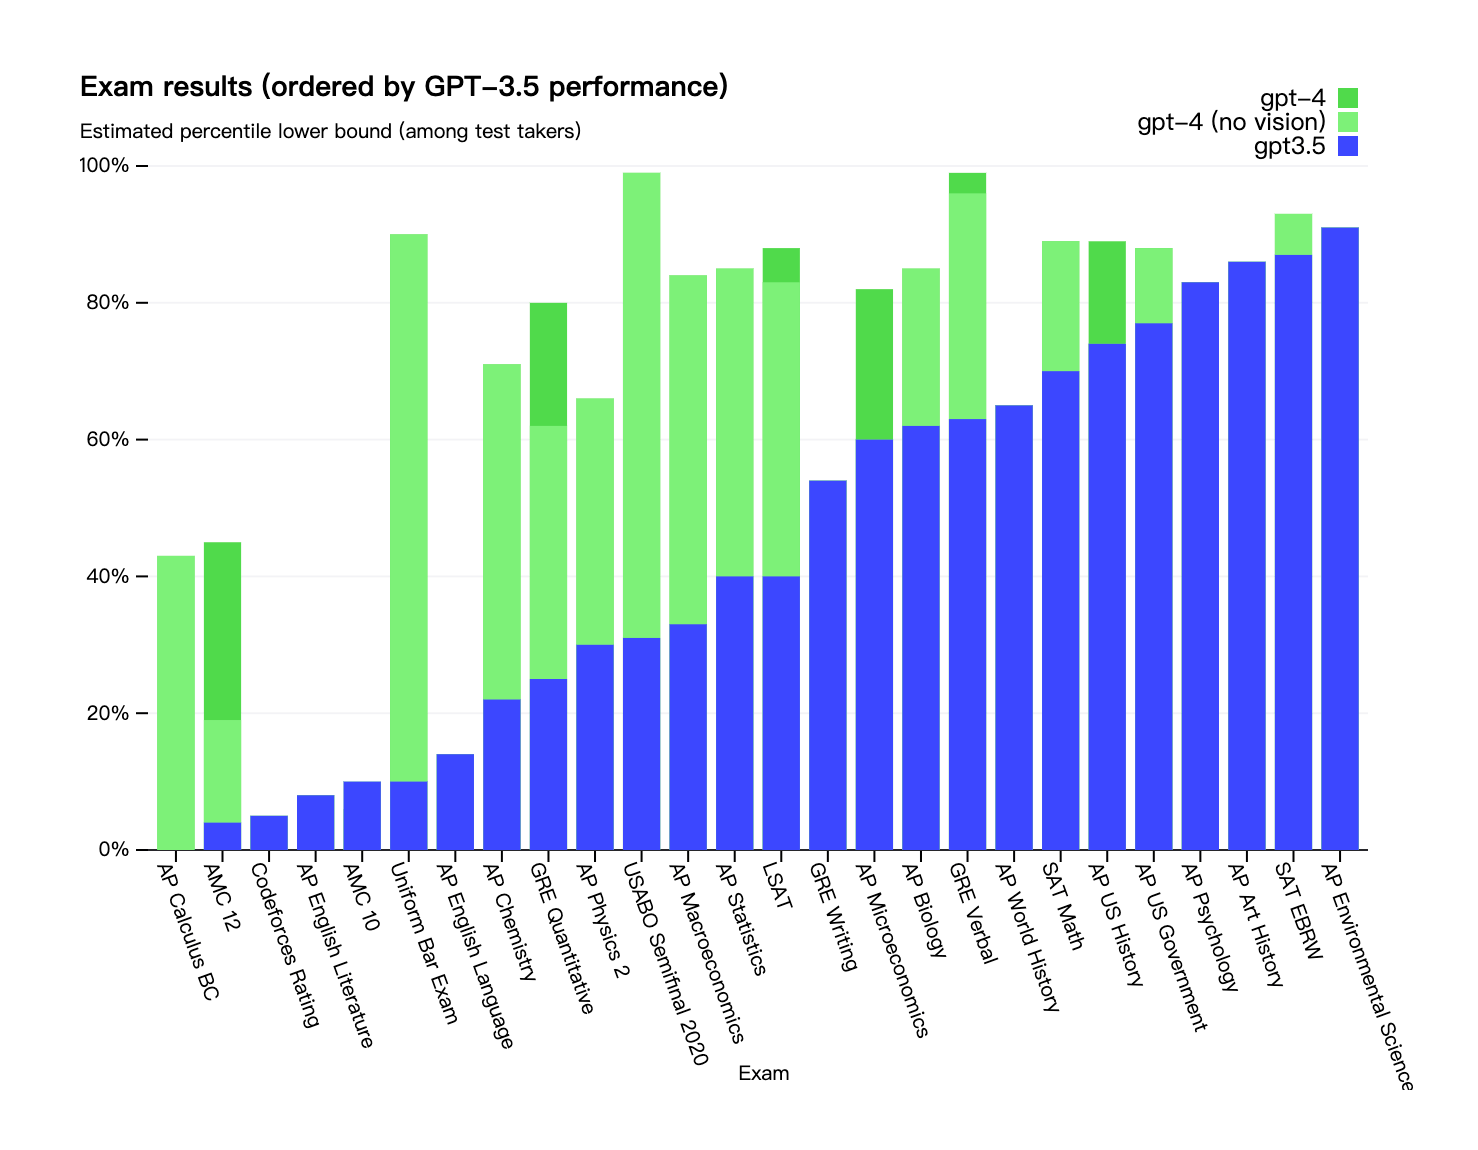 Exam results (ordered by GPT–3.5 performance)
Estimated percentile lower bound (among test takers)
gpt–4
gpt–4 (no vision)
gpt3.5
100%
80%
60%
40%
20%
0%
AP Calculus BC
AMC 12
Codeforces Rating
AP English Literature
AMC 10
Uniform Bar Exam
AP English Language
AP Chemistry
GRE Quantitative
AP Physics 2
USABO Semifinal 2020
AP Macroeconomics
AP Statistics
LSAT
GRE Writing
AP Microeconomics
AP Biology
GRE Verbal
AP World History
SAT Math
AP US History
AP US Government
AP Psychology
AP Art History
SAT EBRW
AP Environmental Science
Exam